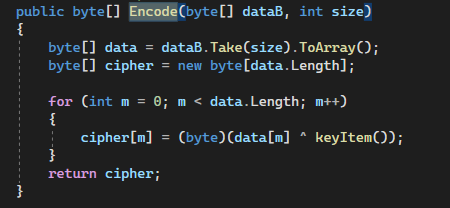 public byte[] Encode(byte[] dataB, int size)
{
    byte[] data = dataB.Take(size).ToArray();
    byte[] cipher = new byte[data.Length];

    for (int m = 0; m < data.Length; m++)
    {
        cipher[m] = (byte)(data[m] ^ keyItem());
    }
    return cipher;
}